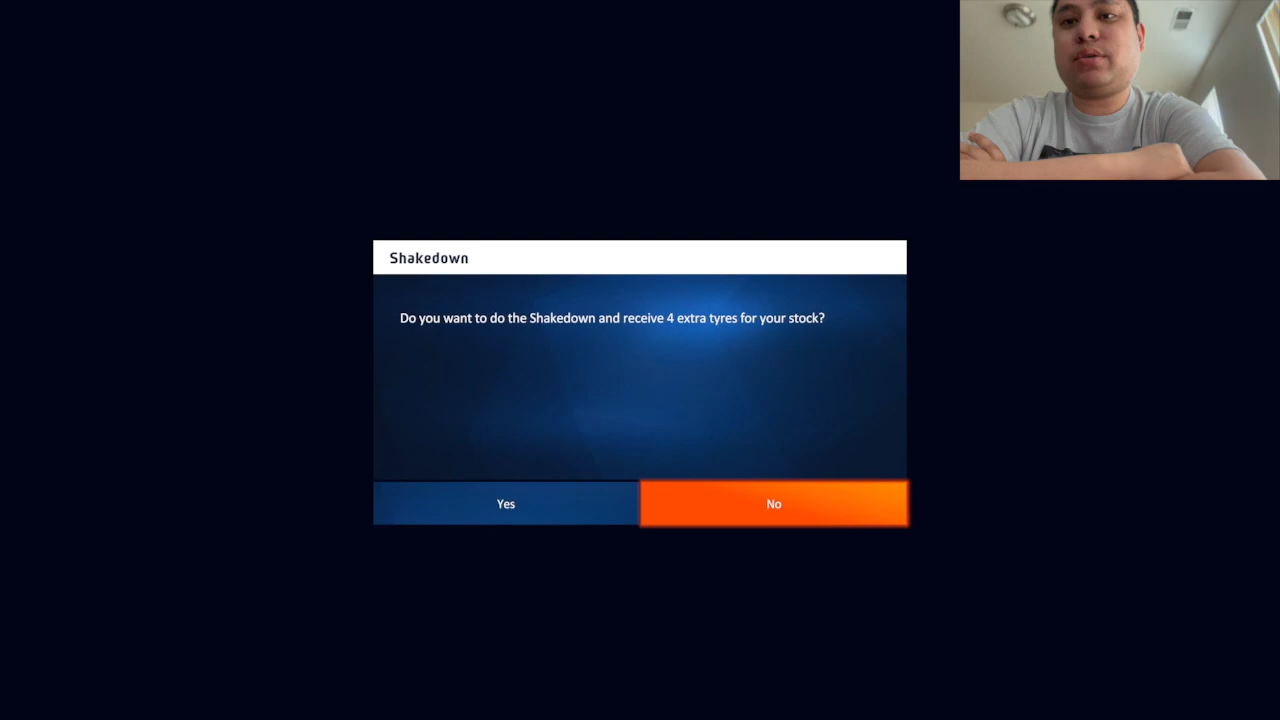 Shakedown
Do you want to do the Shakedown and receive 4 extra tyres for your stock?
Yes
No